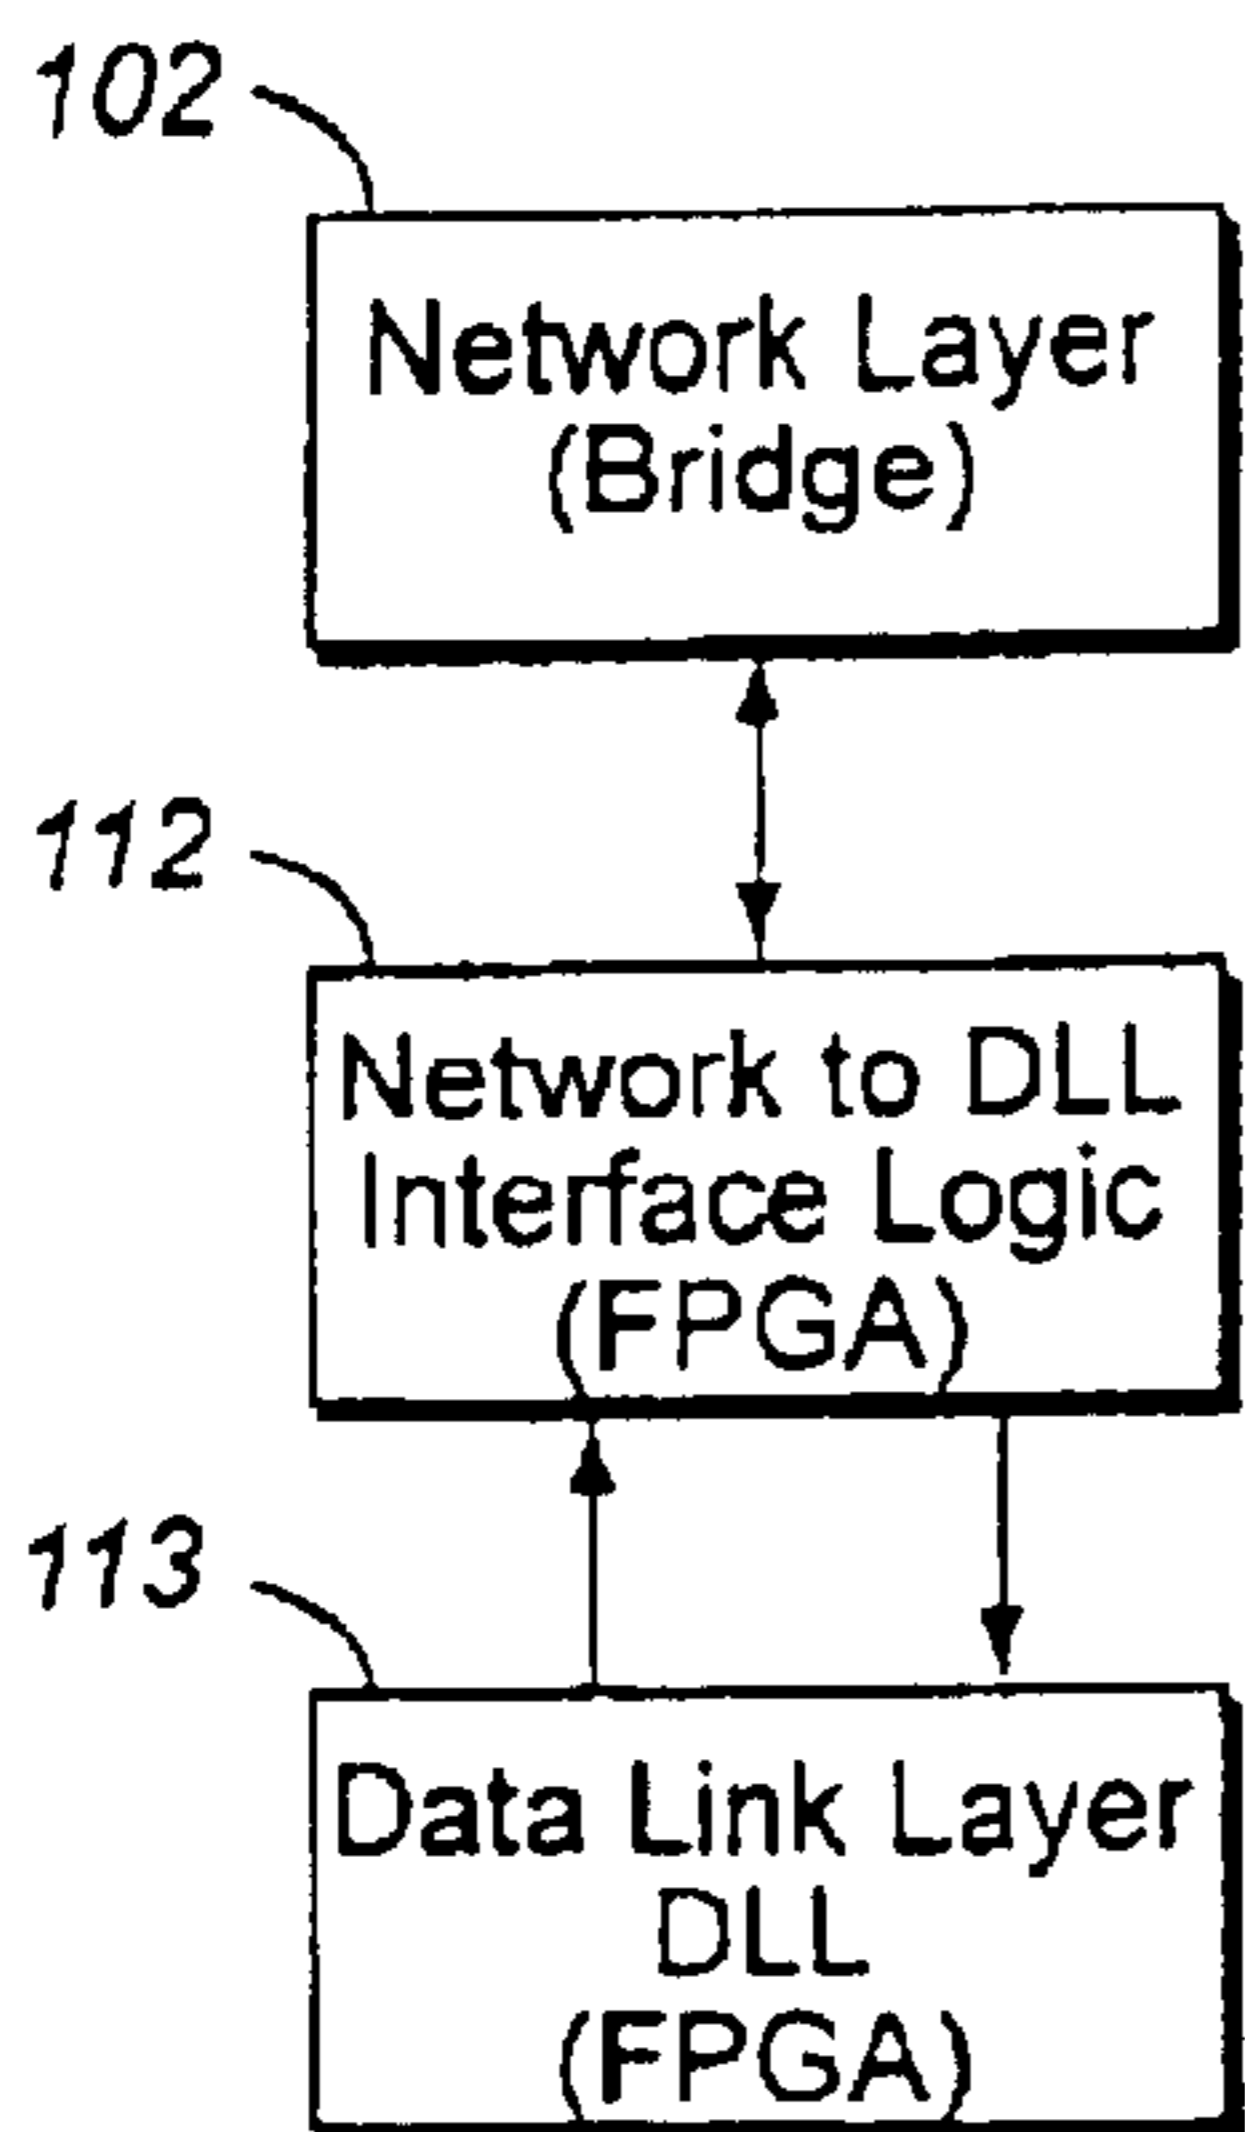 102
Network Layer
(Bridge)
112
Network to DLL
Interface Logic
(FPGA)
113
Data Link Layer
DLL
(FPGA)